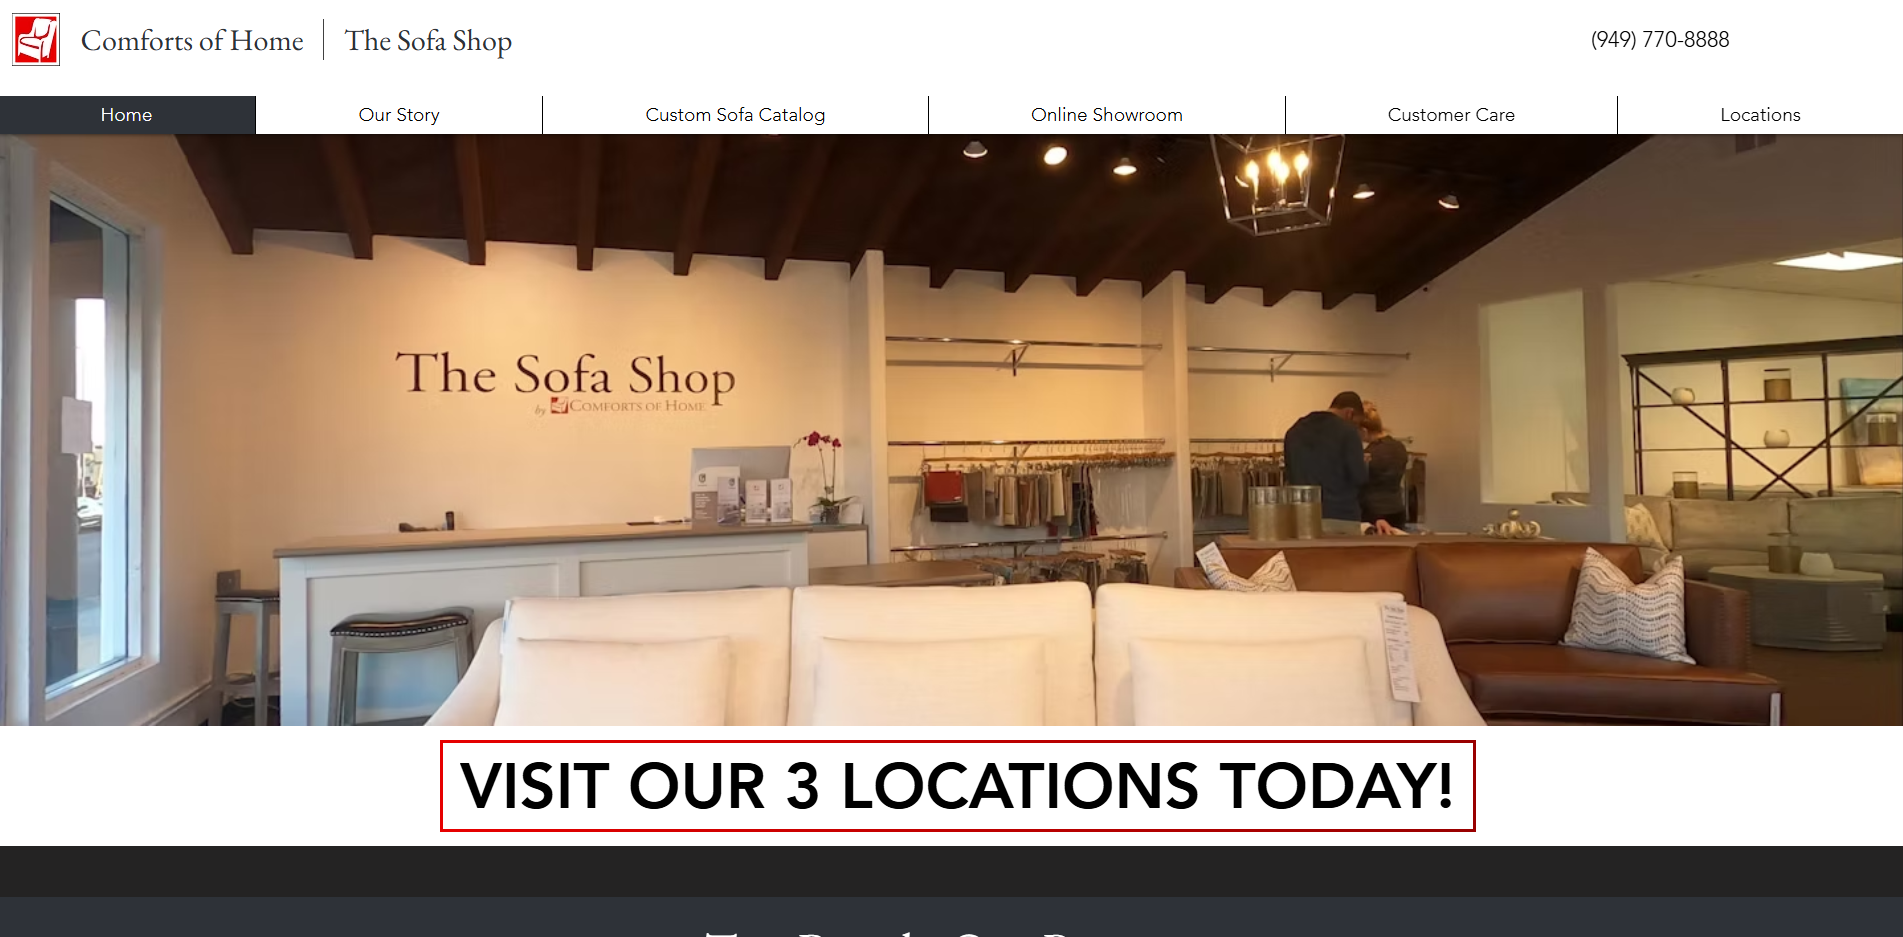 Comforts of Home
The Sofa Shop
(949) 770-8888
Home
Our Story
Custom Sofa Catalog
Online Showroom
Customer Care
Locations
The Sofa Shop
by COMFORTS OF HOME
VISIT OUR 3 LOCATIONS TODAY!